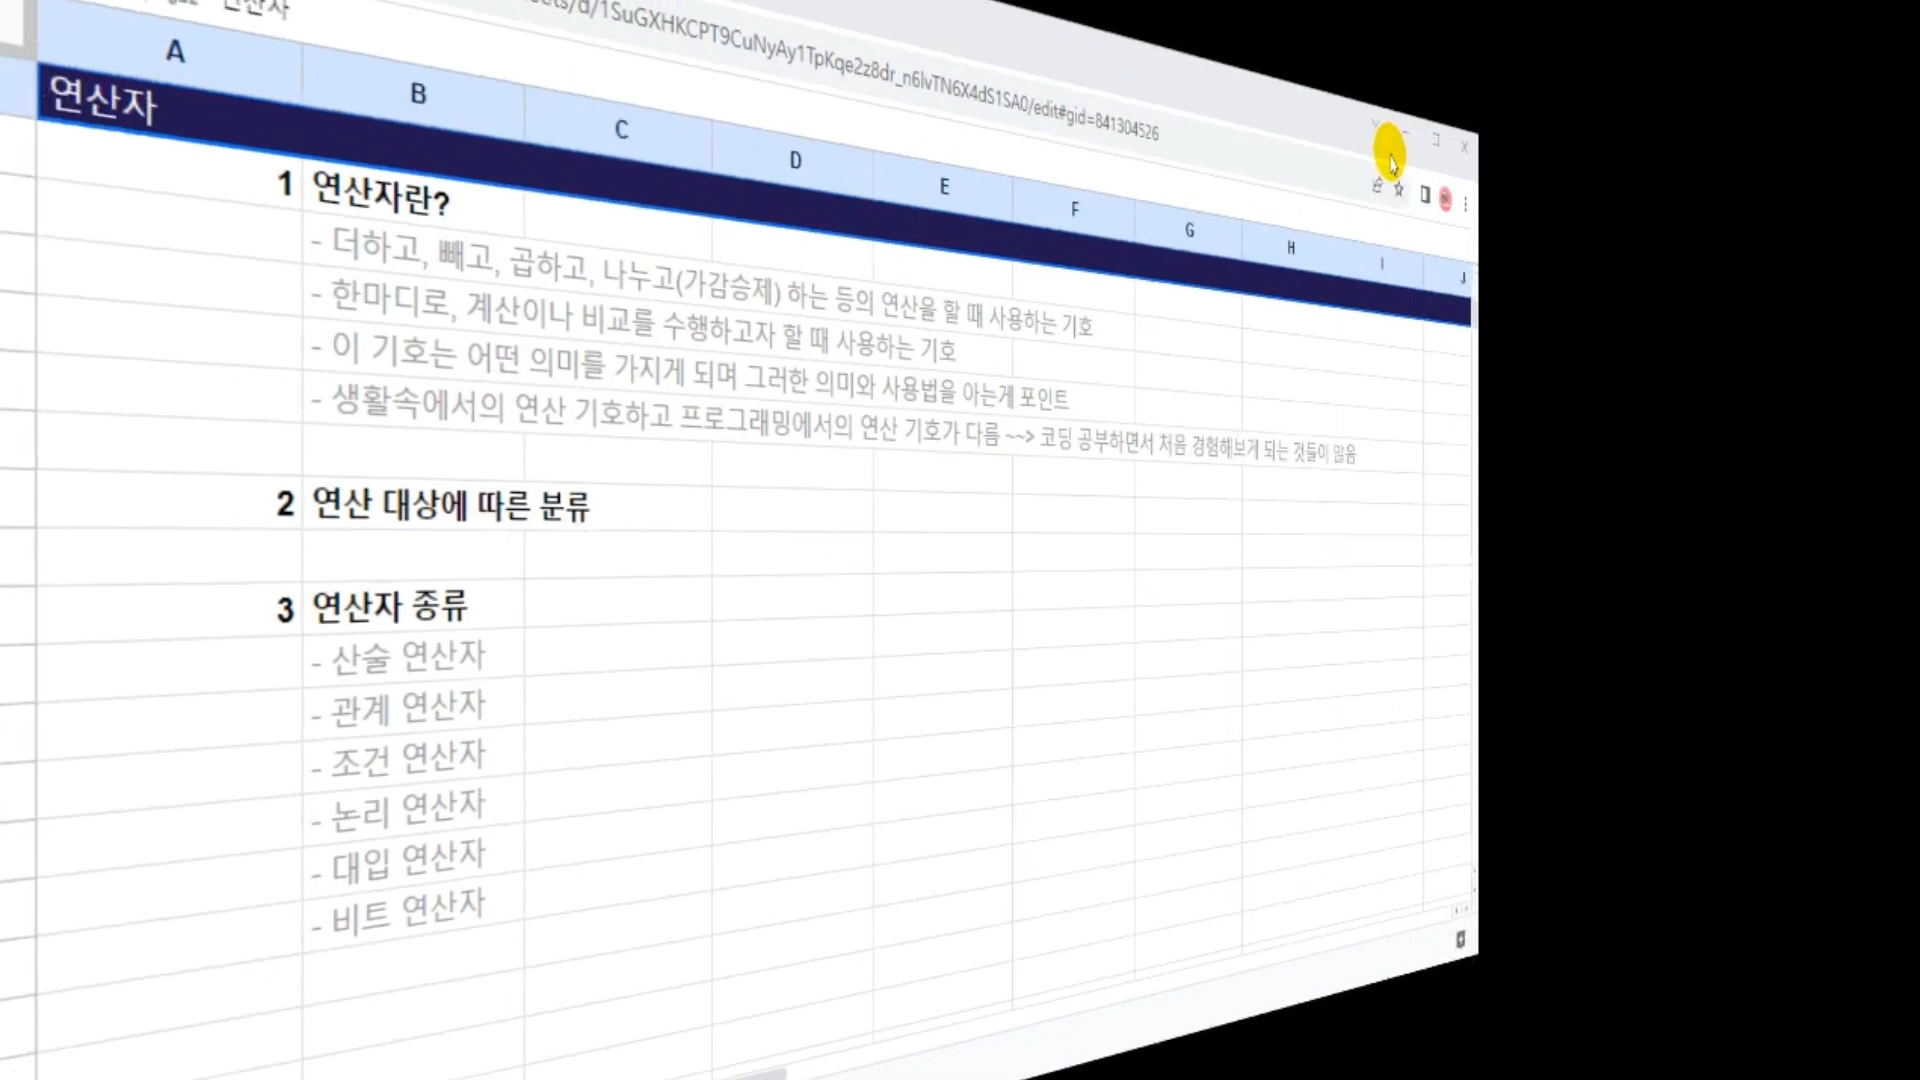 연산자
/d/1SuGXHKCPT9CuNyAy1TpKqe2z8dr_n6lvTN6X4dS1SA0/edit#gid=841304526
A B C D E F G H I J
연산자
1 연산자란?
- 더하고, 빼고, 곱하고, 나누고(가감승제) 하는 등의 연산을 할 때 사용하는 기호
- 한마디로, 계산이나 비교를 수행하고자 할 때 사용하는 기호
- 이 기호는 어떤 의미를 가지게 되며 그러한 의미와 사용법을 아는게 포인트
- 생활속에서의 연산 기호하고 프로그래밍에서의 연산 기호가 다름 ~~> 코딩 공부하면서 처음 경험해보게 되는 것들이 많음
2 연산 대상에 따른 분류
3 연산자 종류
- 산술 연산자
- 관계 연산자
- 조건 연산자
- 논리 연산자
- 대입 연산자
- 비트 연산자